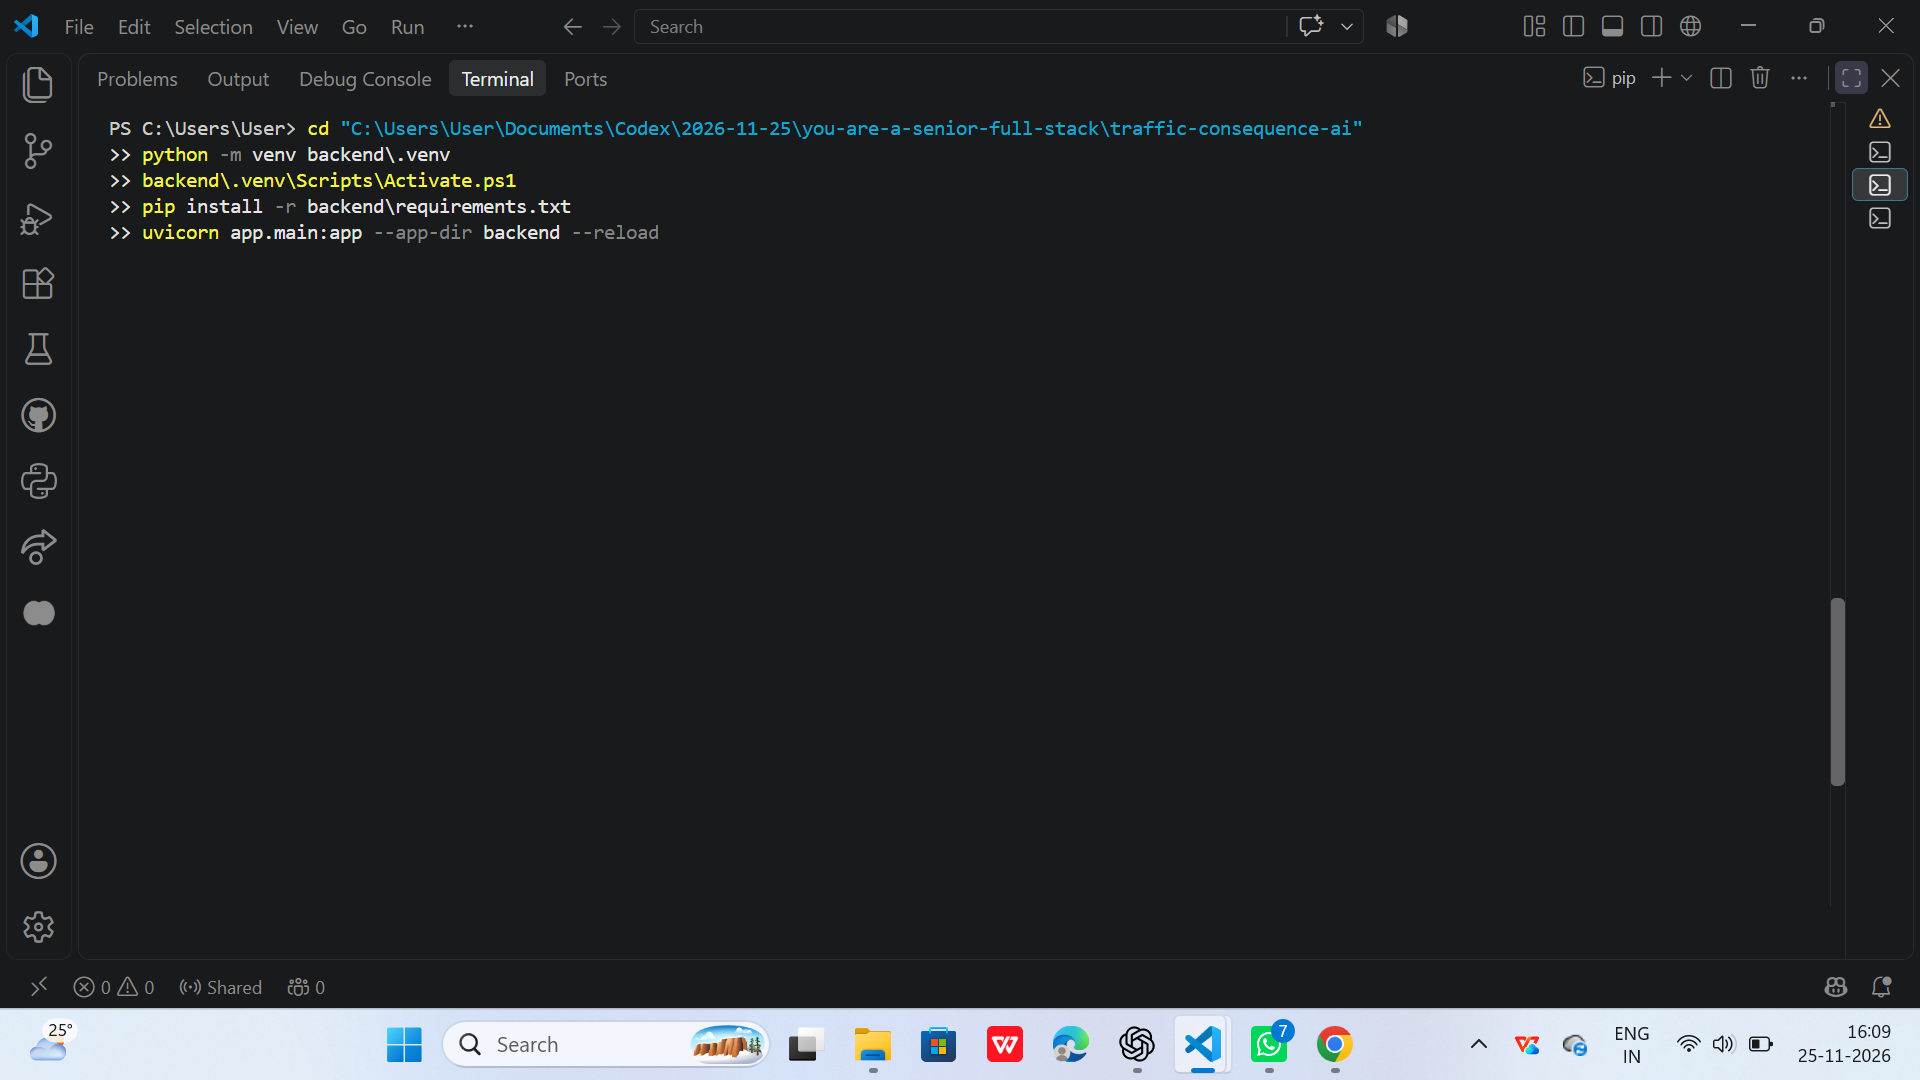 File Edit Selection View Go Run ···
Search
Problems Output Debug Console Terminal Ports
pip
PS C:\Users\User> cd "C:\Users\User\Documents\Codex\2026-11-25\you-are-a-senior-full-stack\traffic-consequence-ai"
>> python -m venv backend\.venv
>> backend\.venv\Scripts\Activate.ps1
>> pip install -r backend\requirements.txt
>> uvicorn app.main:app --app-dir backend --reload
0 0 Shared 0
25°
Search
7
ENG
IN
16:09
25-11-2026